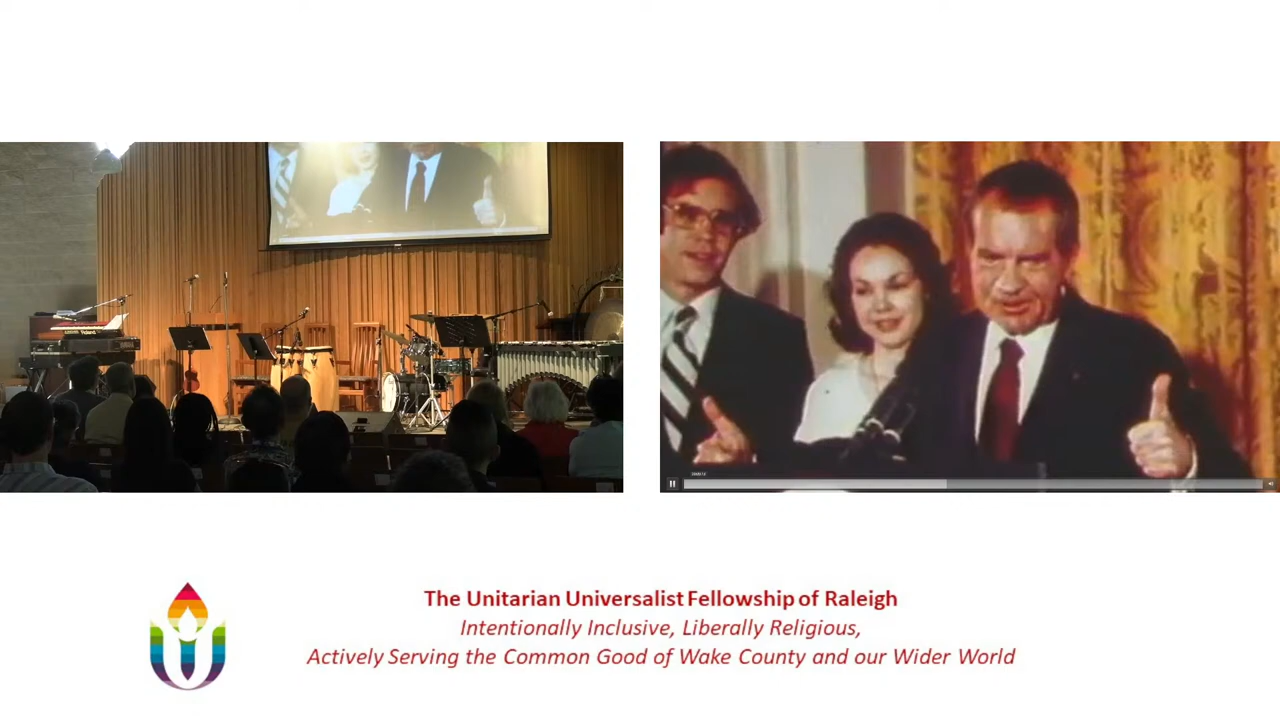 Roland
The Unitarian Universalist Fellowship of Raleigh
Intentionally Inclusive, Liberally Religious,
Actively Serving the Common Good of Wake County and our Wider World